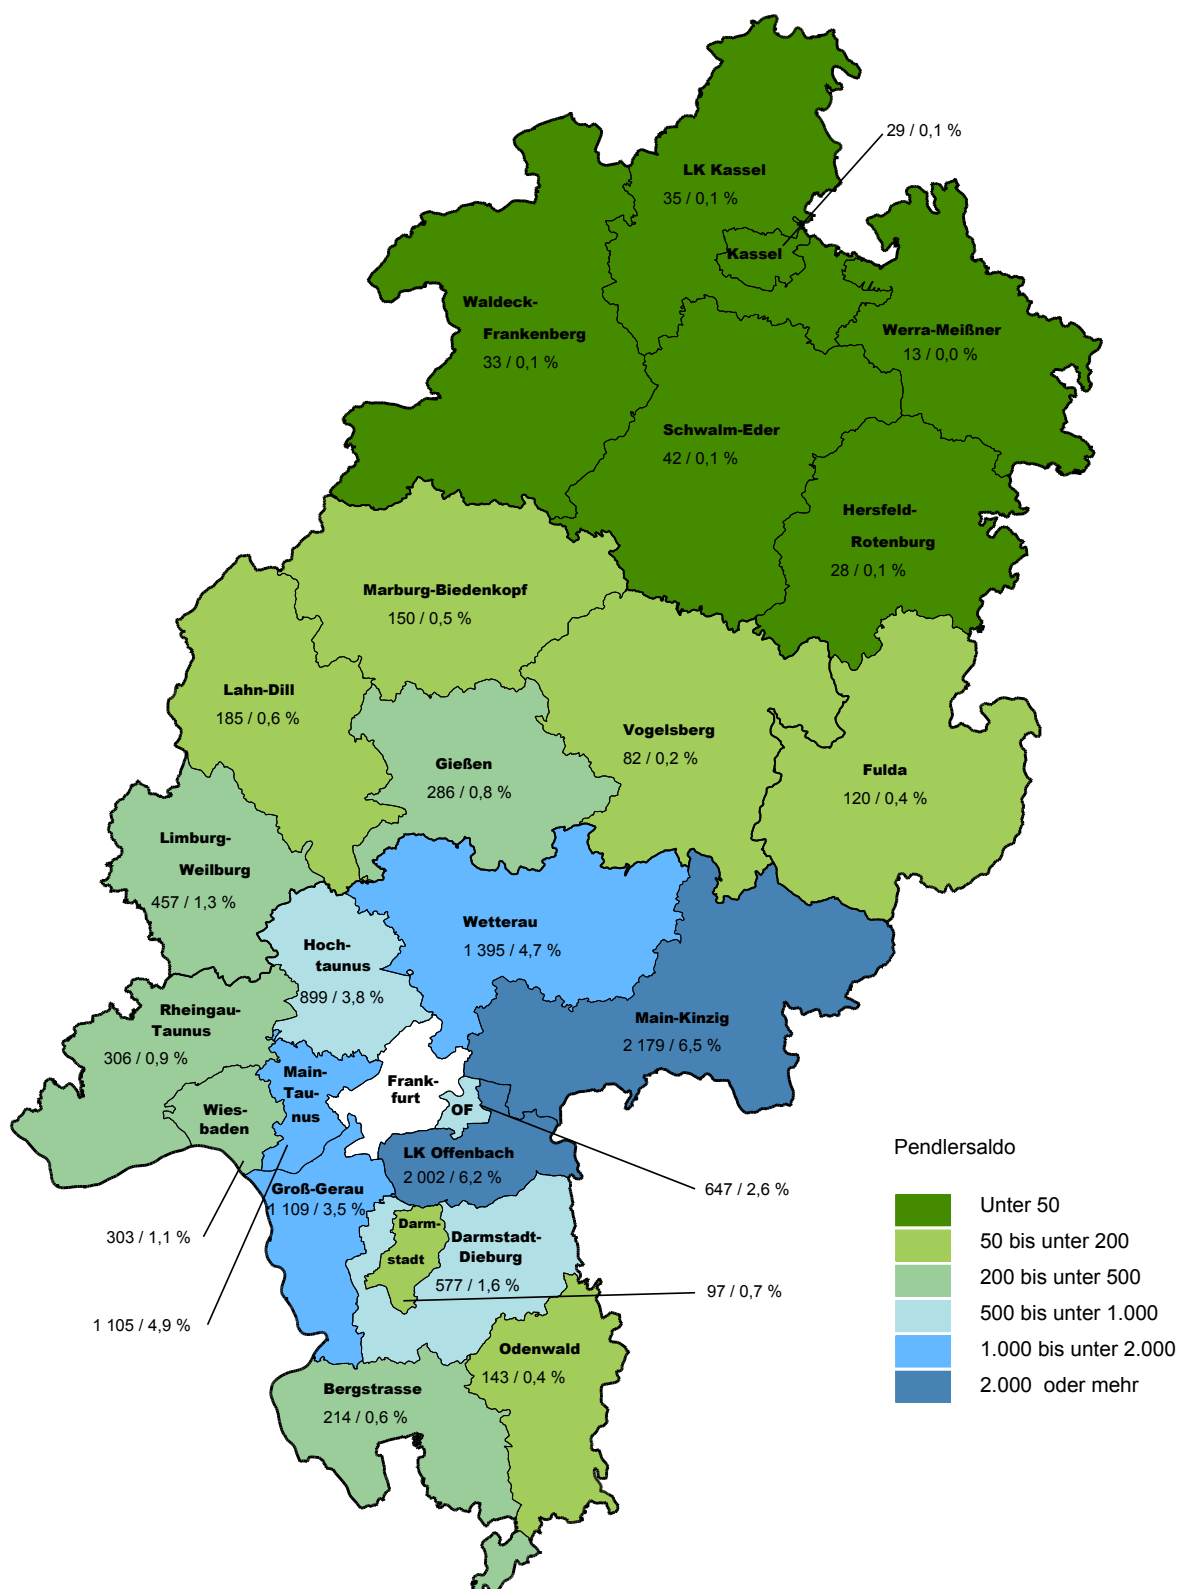 29 / 0,1 %
LK Kassel
35 / 0,1 %
Kassel
Waldeck-
Frankenberg
33 / 0,1 %
Werra-Meißner
13 / 0,0 %
Schwalm-Eder
42 / 0,1 %
Hersfeld-
Rotenburg
28 / 0,1 %
Marburg-Biedenkopf
150 / 0,5 %
Lahn-Dill
185 / 0,6 %
Vogelsberg
82 / 0,2 %
Gießen
286 / 0,8 %
Fulda
120 / 0,4 %
Limburg-
Weilburg
457 / 1,3 %
Wetterau
1 395 / 4,7 %
Hoch-
taunus
899 / 3,8 %
Rheingau-
Taunus
306 / 0,9 %
Main-Kinzig
2 179 / 6,5 %
Main-
Tau-
nus
Frank-
furt
OF
Wies-
baden
LK Offenbach
2 002 / 6,2 %
Groß-Gerau
1 109 / 3,5 %
647 / 2,6 %
303 / 1,1 %
Darm-
stadt
Darmstadt-
Dieburg
577 / 1,6 %
97 / 0,7 %
1 105 / 4,9 %
Odenwald
143 / 0,4 %
Bergstrasse
214 / 0,6 %
Pendlersaldo
Unter 50
50 bis unter 200
200 bis unter 500
500 bis unter 1.000
1.000 bis unter 2.000
2.000 oder mehr